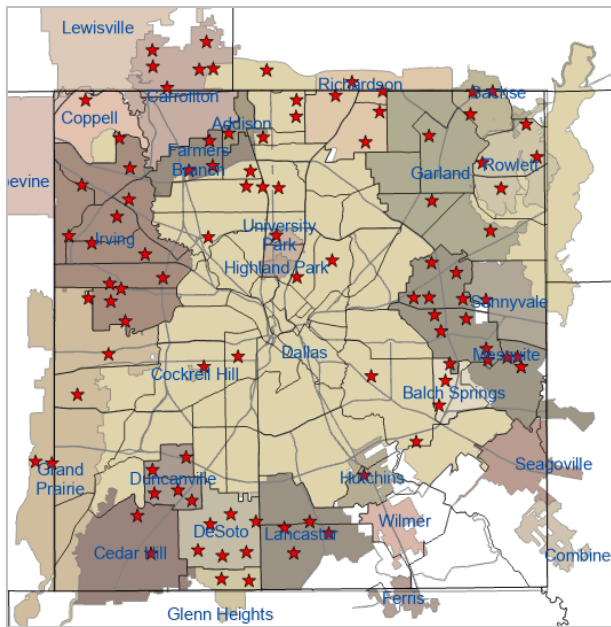 Lewisville
Richardson
Carrollton
Sachse
Coppell
Addison
Farmers
Branch
Garland
Rowlett
pevine
Irving
University
Park
Highland Park
Sunnyvale
Dallas
Mesquite
Cockrell Hill
Balch Springs
Grand
Prairie
Duncanville
Hutchins
Seagoville
DeSoto
Lancaster
Wilmer
Cedar Hill
Combine
Ferris
Glenn Heights